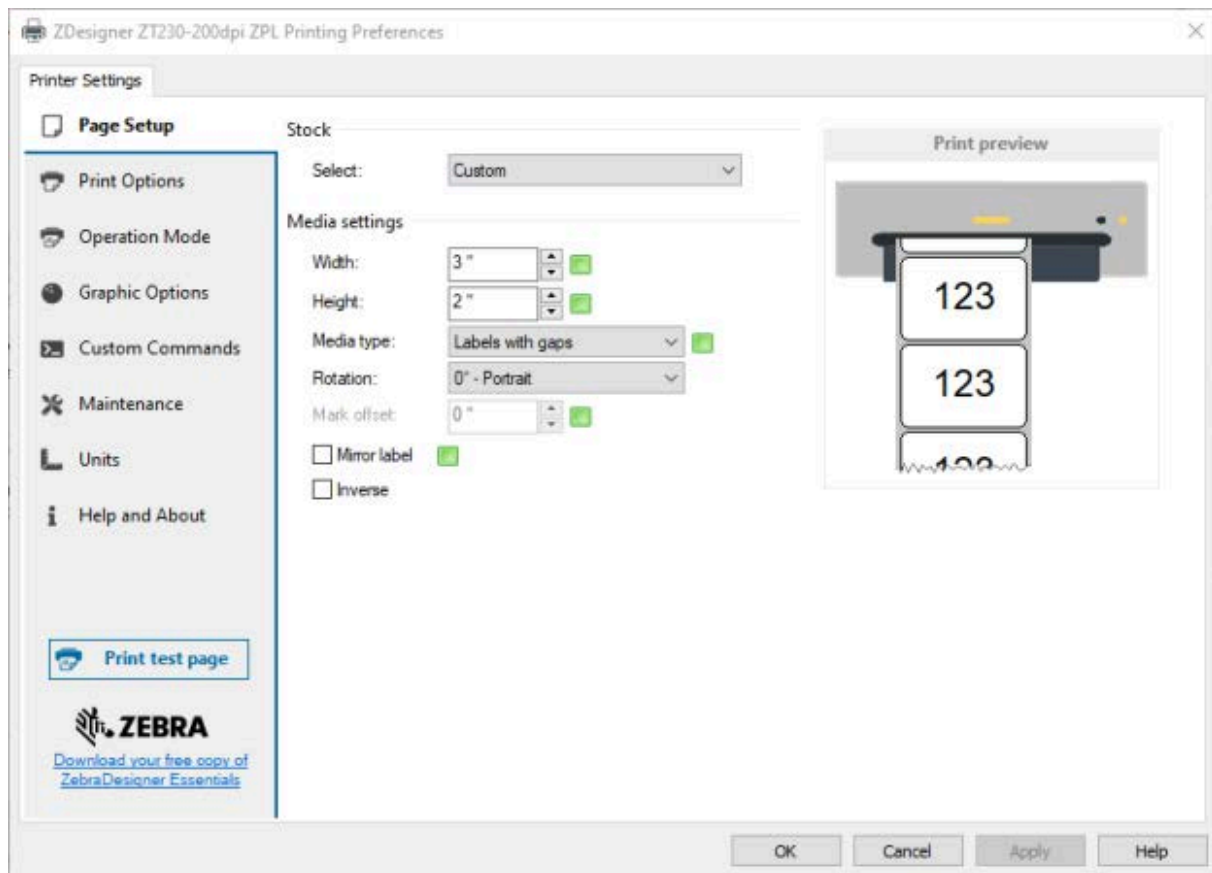 ZDesigner ZT230-200dpi ZPL Printing Preferences
Printer Settings
Page Setup
Print Options
Operation Mode
Graphic Options
Custom Commands
Maintenance
Units
Help and About
Print test page
ZEBRA
Download your free copy of
ZebraDesigner Essentials
Stock
Select: Custom
Media settings
Width: 3 "
Height: 2 "
Media type: Labels with gaps
Rotation: 0° - Portrait
Mark offset: 0 "
Mirror label
Inverse
Print preview
123
123
123
OK Cancel Apply Help